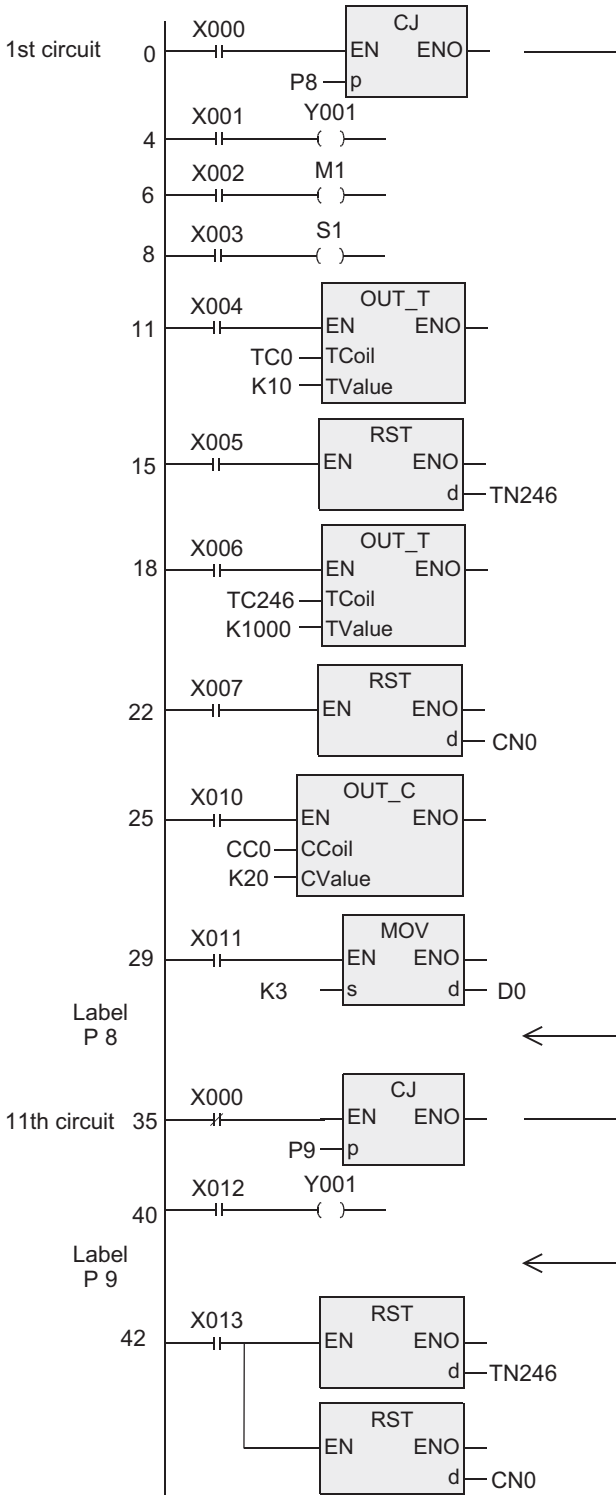 X000 CJ
1st circuit 0 EN ENO
P8 p
X001 Y001
4
X002 M1
6
X003 S1
8
X004 OUT_T
11 EN ENO
TC0 TCoil
K10 TValue
X005 RST
15 EN ENO
d TN246
X006 OUT_T
18 EN ENO
TC246 TCoil
K1000 TValue
X007 RST
22 EN ENO
d CN0
X010 OUT_C
25 EN ENO
CC0 CCoil
K20 CValue
X011 MOV
29 EN ENO
K3 s d D0
Label
P 8
X000 CJ
11th circuit 35 EN ENO
P9 p
X012 Y001
40
Label
P 9
X013 RST
42 EN ENO
d TN246
RST
EN ENO
d CN0